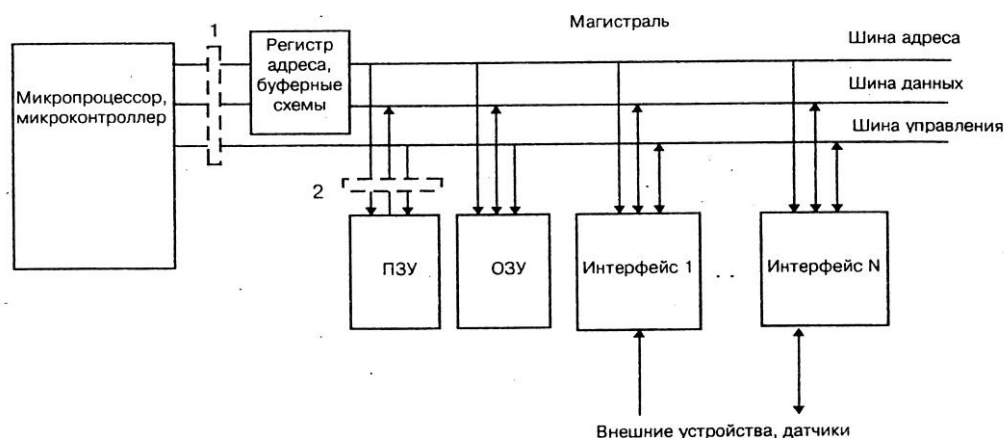 1
Магистраль
Регистр
адреса,
буферные
схемы
Шина адреса
Микропроцессор,
микроконтроллер
Шина данных
Шина управления
2
ПЗУ
ОЗУ
Интерфейс 1
. .
Интерфейс N
Внешние устройства, датчики